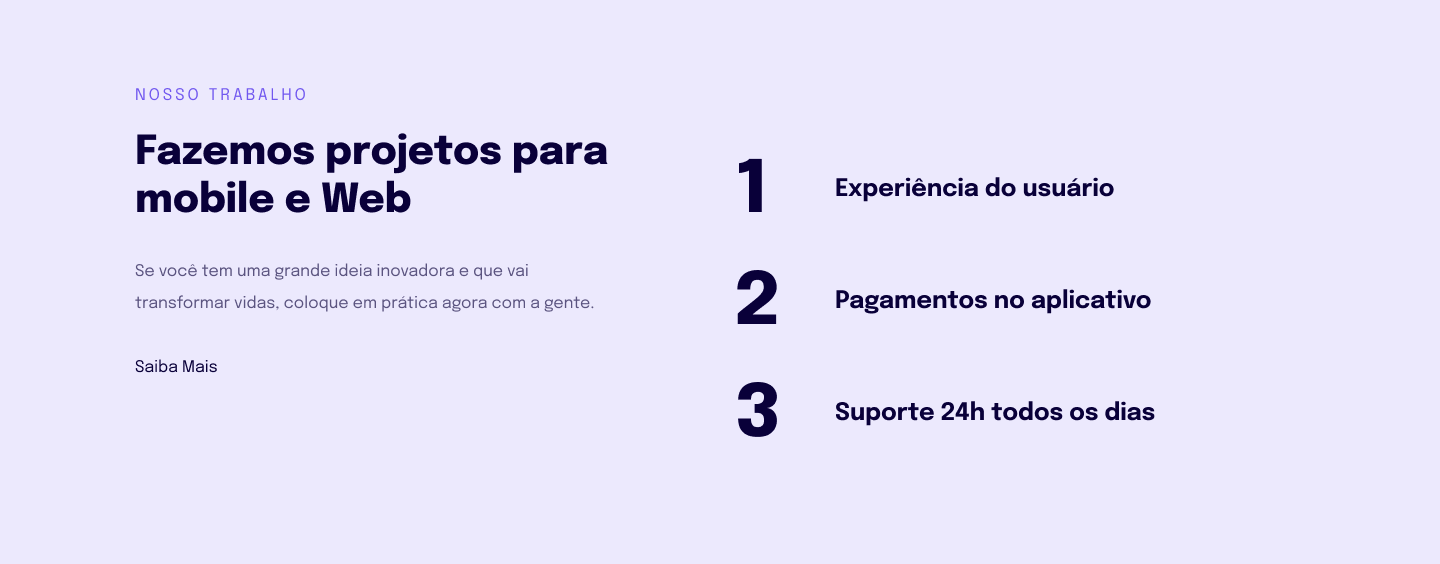 NOSSO TRABALHO
Fazemos projetos para
mobile e Web
Se você tem uma grande ideia inovadora e que vai
transformar vidas, coloque em prática agora com a gente.
Saiba Mais
1 Experiência do usuário
2 Pagamentos no aplicativo
3 Suporte 24h todos os dias